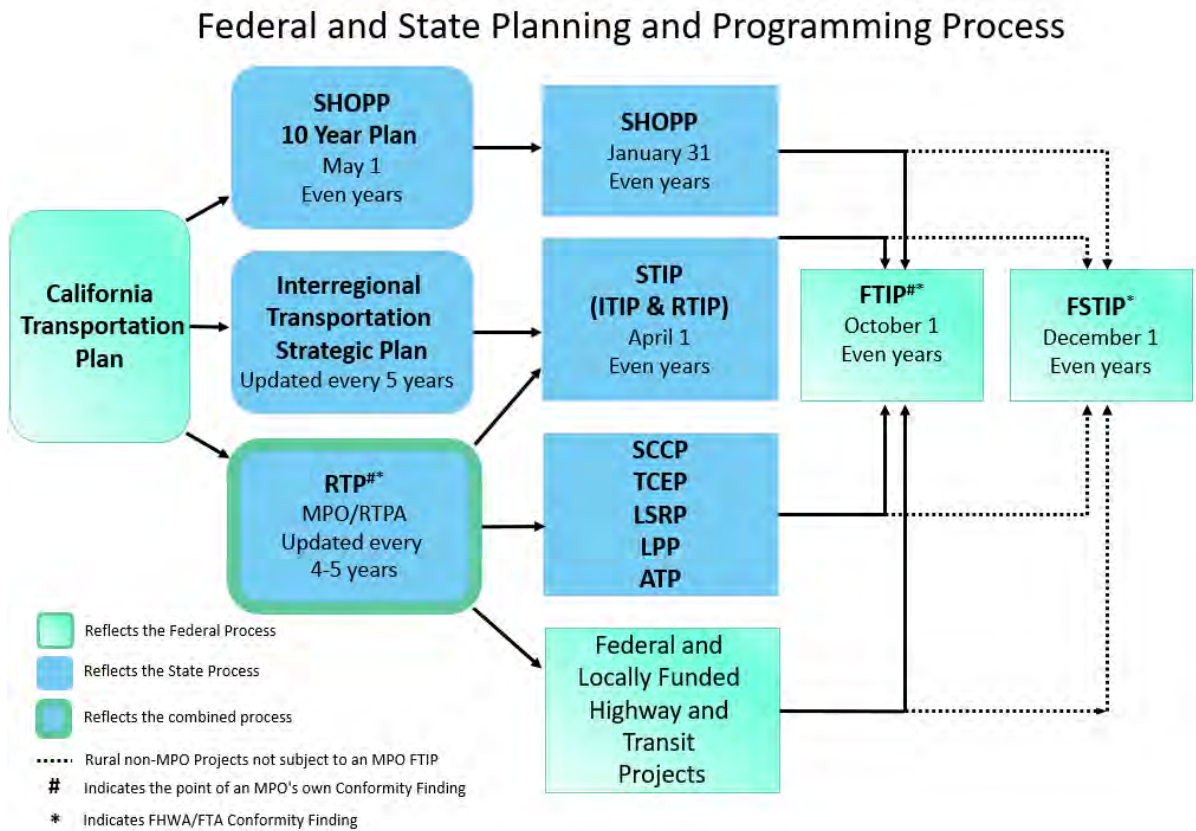 Federal and State Planning and Programming Process
SHOPP
10 Year Plan
May 1
Even years
SHOPP
January 31
Even years
California
Transportation
Plan
Interregional
Transportation
Strategic Plan
Updated every 5 years
STIP
(ITIP & RTIP)
April 1
Even years
FTIP#*
October 1
Even years
FSTIP*
December 1
Even years
RTP#*
MPO/RTPA
Updated every
4-5 years
SCCP
TCEP
LSRP
LPP
ATP
Federal and
Locally Funded
Highway and
Transit
Projects
Reflects the Federal Process
Reflects the State Process
Reflects the combined process
Rural non-MPO Projects not subject to an MPO FTIP
# Indicates the point of an MPO's own Conformity Finding
* Indicates FHWA/FTA Conformity Finding